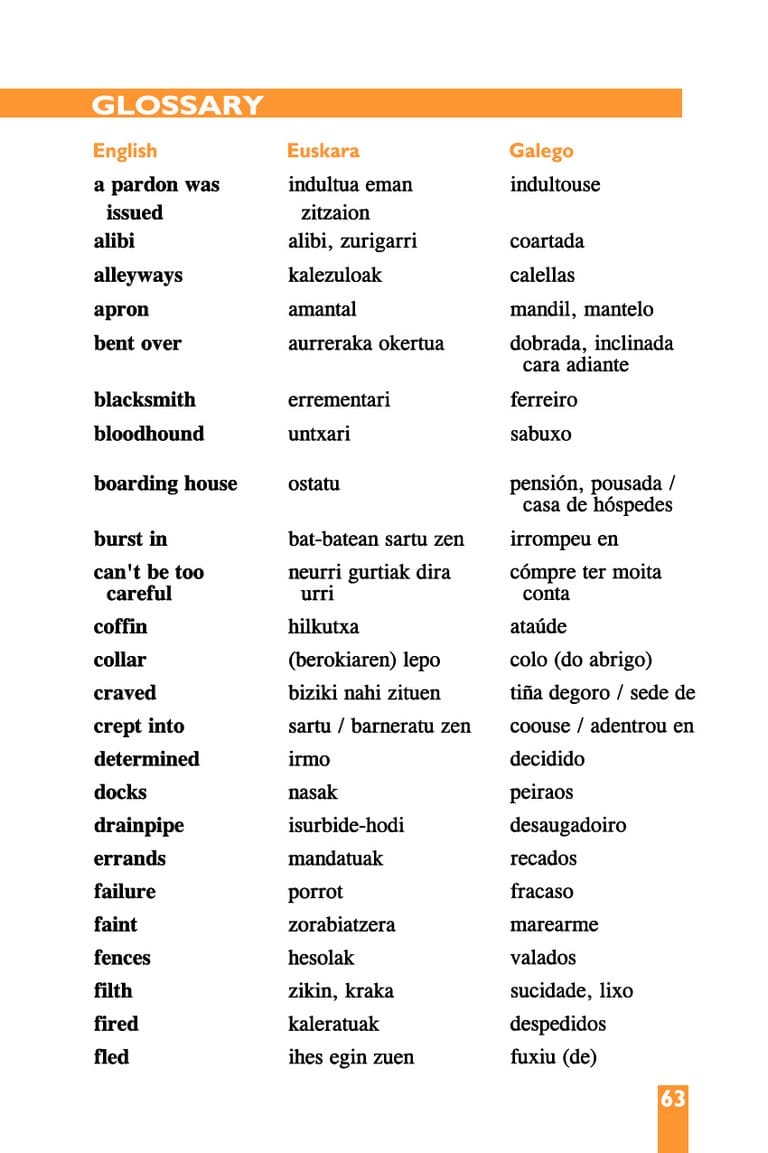 GLOSSARY
English Euskara Galego
a pardon was indultua eman indultouse
issued zitzaion
alibi alibi, zurigarri coartada
alleyways kalezuloak calellas
apron amantal mandil, mantelo
bent over aurreraka okertua dobrada, inclinada
cara adiante
blacksmith errementari ferreiro
bloodhound untxari sabuxo
boarding house ostatu pensión, pousada /
casa de hóspedes
burst in bat-batean sartu zen irrompeu en
can't be too neurri gurtiak dira cómpre ter moita
careful urri conta
coffin hilkutxa ataúde
collar (berokiaren) lepo colo (do abrigo)
craved biziki nahi zituen tiña degoro / sede de
crept into sartu / barneratu zen coouse / adentrou en
determined irmo decidido
docks nasak peiraos
drainpipe isurbide-hodi desaugadoiro
errands mandatuak recados
failure porrot fracaso
faint zorabiatzera marearme
fences hesolak valados
filth zikin, kraka sucidade, lixo
fired kaleratuak despedidos
fled ihes egin zuen fuxiu (de)
63